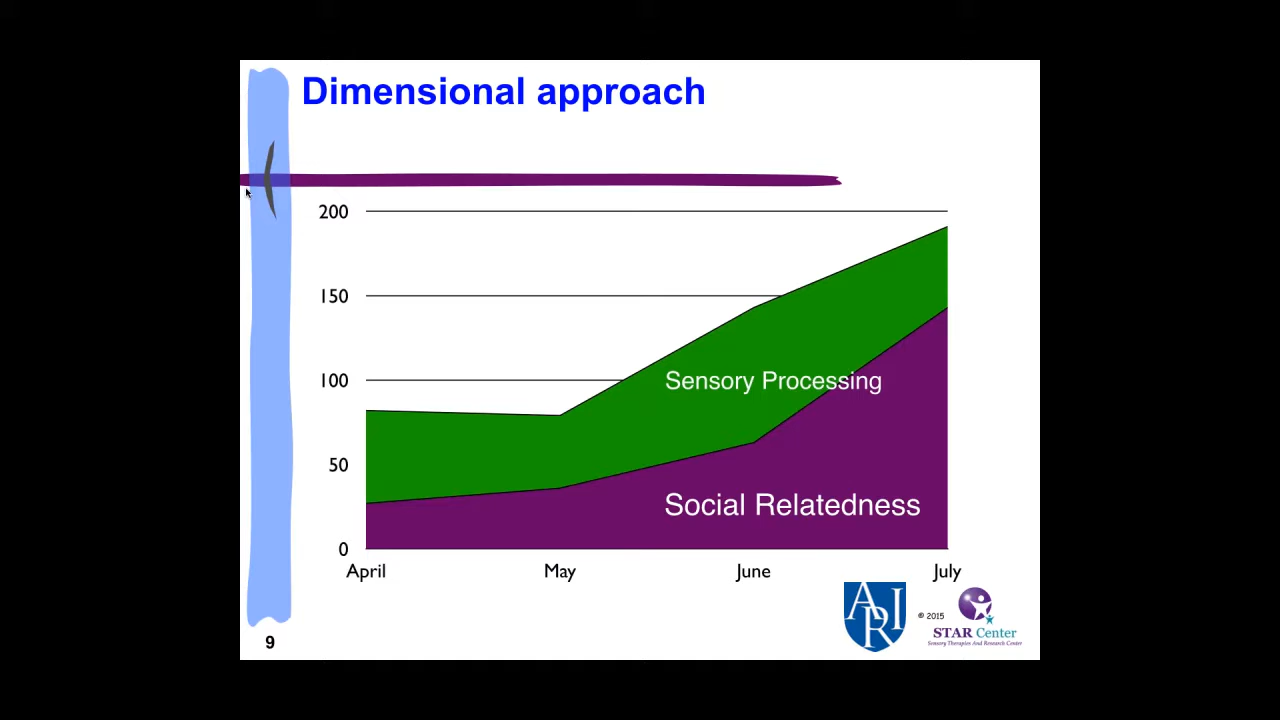 Dimensional approach
200
150
100
50
0
Sensory Processing
Social Relatedness
April May June July
ARI
© 2015
STAR Center
Sensory Therapies And Research Center
9